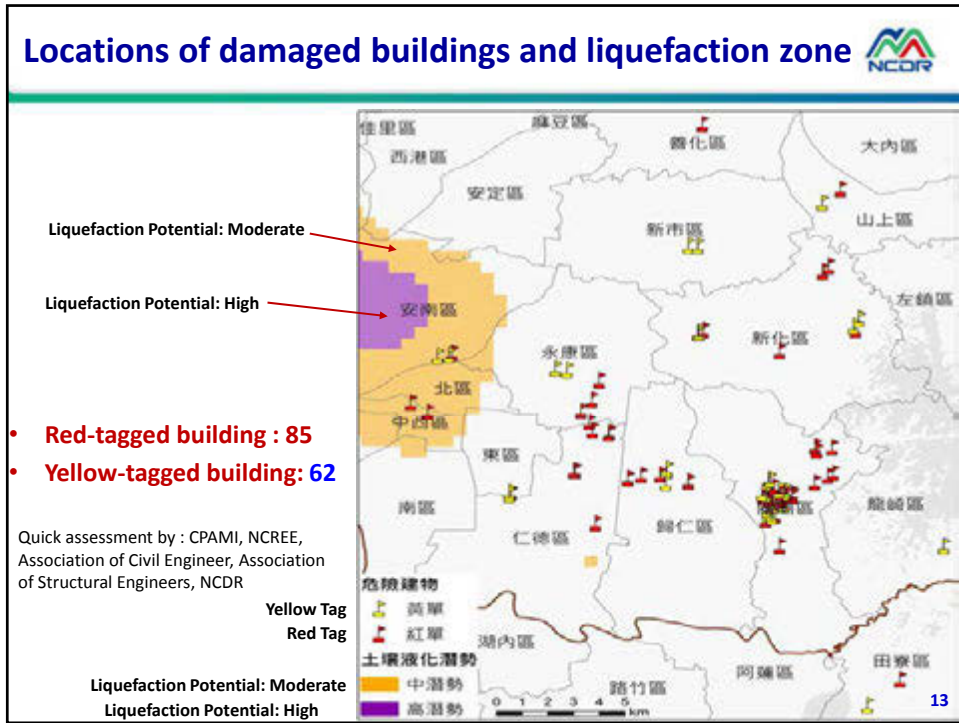 Locations of damaged buildings and liquefaction zone
NCDR
Liquefaction Potential: Moderate
Liquefaction Potential: High
• Red-tagged building : 85
• Yellow-tagged building: 62
Quick assessment by : CPAMI, NCREE,
Association of Civil Engineer, Association
of Structural Engineers, NCDR
Yellow Tag
Red Tag
Liquefaction Potential: Moderate
Liquefaction Potential: High
佳里區
麻豆區
善化區
大內區
西港區
安定區
新市區
山上區
左鎮區
安南區
永康區
新化區
北區
中西區
東區
南區
仁德區
歸仁區
龍崎區
湖內區
路竹區
阿蓮區
田寮區
危險建物
黃單
紅單
土壤液化潛勢
中潛勢
高潛勢
0 1 2 3 4 5
km
13